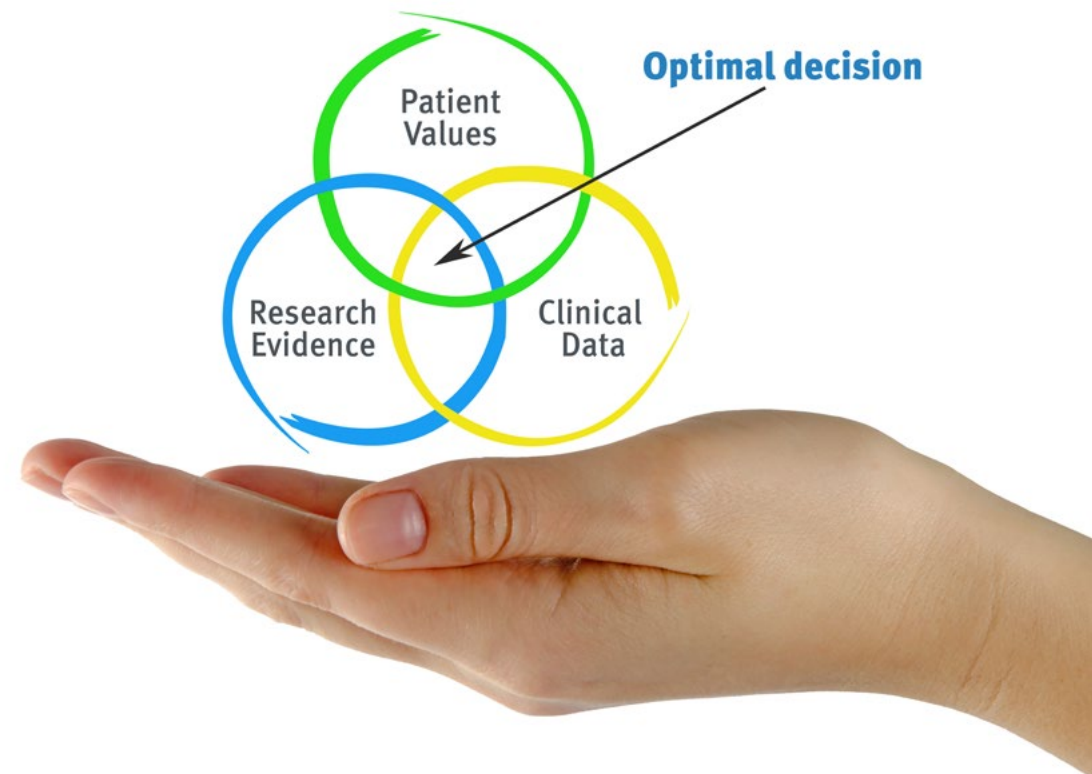 Optimal decision
Patient
Values
Research
Evidence
Clinical
Data